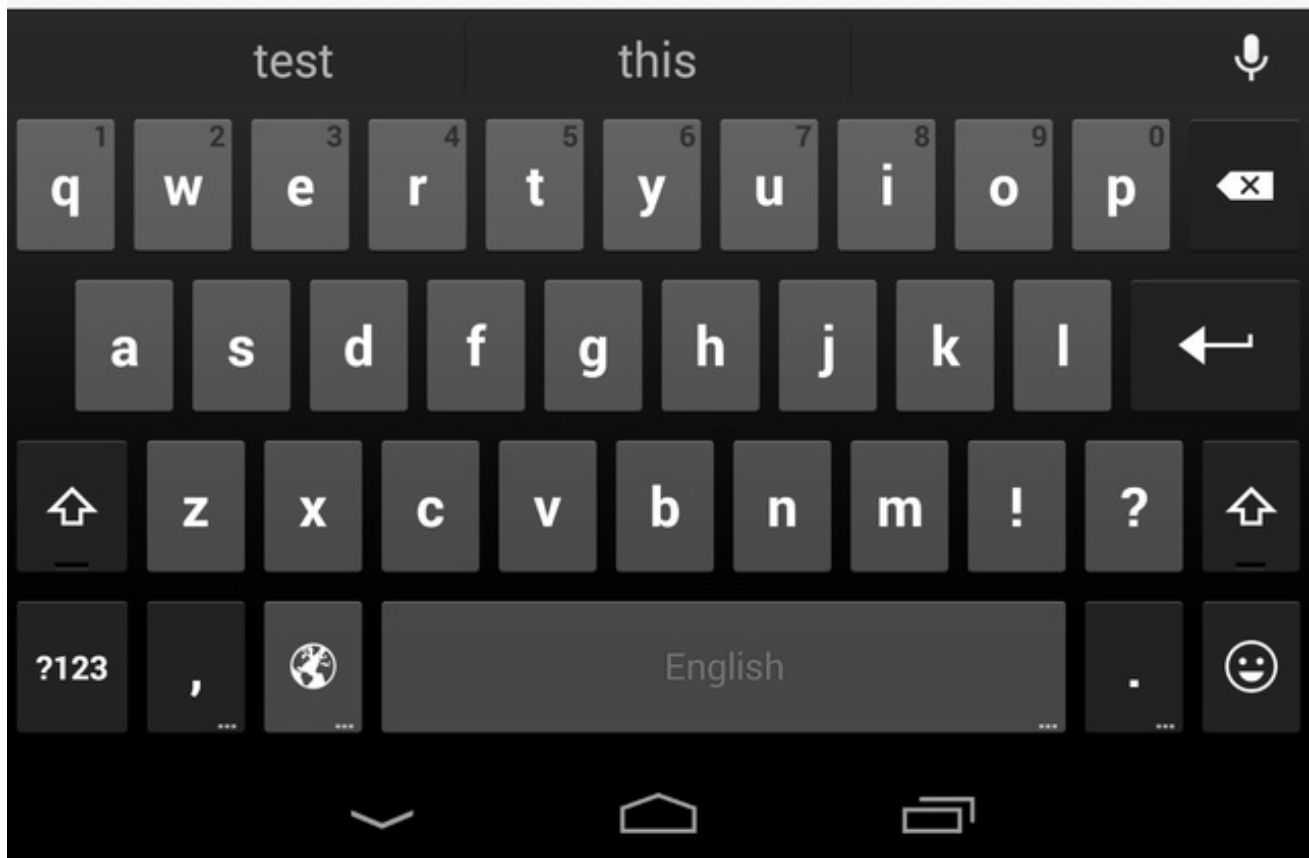 test this
1 2 3 4 5 6 7 8 9 0
q w e r t y u i o p
a s d f g h j k l
z x c v b n m ! ?
?123 , English .